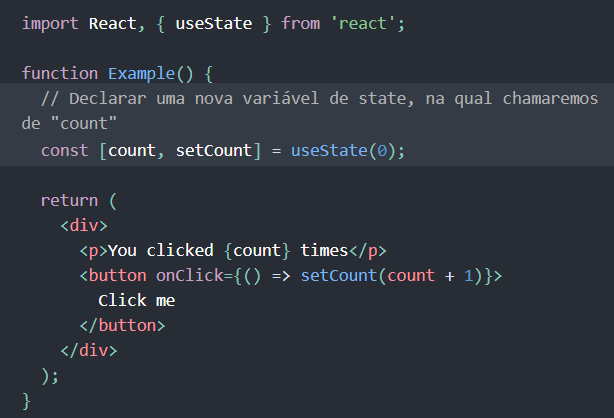 import React, { useState } from 'react';
function Example() {
// Declarar uma nova variável de state, na qual chamaremos
de "count"
const [count, setCount] = useState(0);
return (
<div>
<p>You clicked {count} times</p>
<button onClick={() => setCount(count + 1)}>
Click me
</button>
</div>
);
}